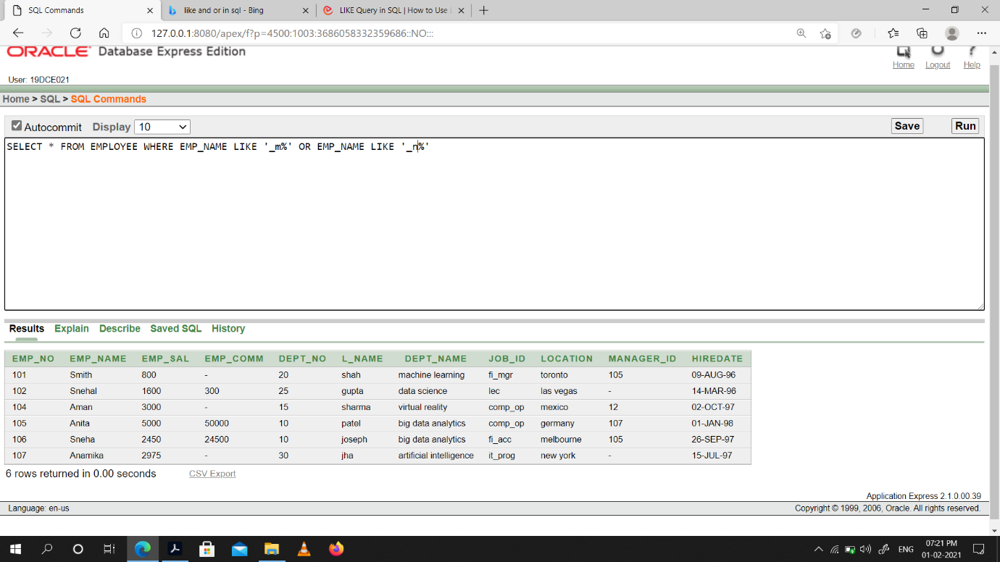 SQL Commands
like and or in sql - Bing
LIKE Query in SQL | How to Use
127.0.0.1:8080/apex/f?p=4500:1003:3686058332359686::NO:::
ORACLE Database Express Edition
Home Logout Help
User: 19DCE021
Home > SQL > SQL Commands
Autocommit Display 10 Save Run
SELECT * FROM EMPLOYEE WHERE EMP_NAME LIKE '_m%' OR EMP_NAME LIKE '_n%'
Results Explain Describe Saved SQL History
EMP_NO EMP_NAME EMP_SAL EMP_COMM DEPT_NO L_NAME DEPT_NAME JOB_ID LOCATION MANAGER_ID HIREDATE
101 Smith 800 - 20 shah machine learning fi_mgr toronto 105 09-AUG-96
102 Snehal 1600 300 25 gupta data science lec las vegas - 14-MAR-96
104 Aman 3000 - 15 sharma virtual reality comp_op mexico 12 02-OCT-97
105 Anita 5000 50000 10 patel big data analytics comp_op germany 107 01-JAN-98
106 Sneha 2450 24500 10 joseph big data analytics fi_acc melbourne 105 26-SEP-97
107 Anamika 2975 - 30 jha artificial intelligence it_prog new york - 15-JUL-97
6 rows returned in 0.00 seconds CSV Export
Application Express 2.1.0.00.39
Language: en-us Copyright © 1999, 2006, Oracle. All rights reserved.
ENG 07:21 PM
01-02-2021